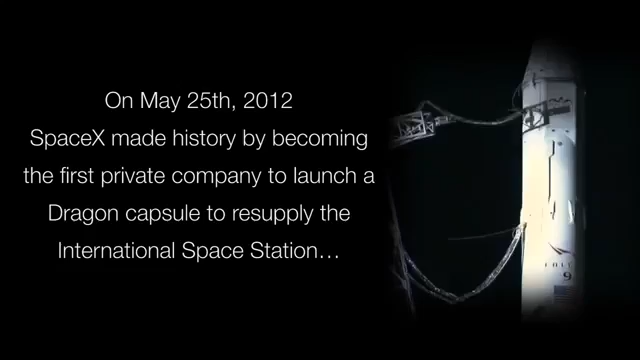 On May 25th, 2012
SpaceX made history by becoming
the first private company to launch a
Dragon capsule to resupply the
International Space Station…
9